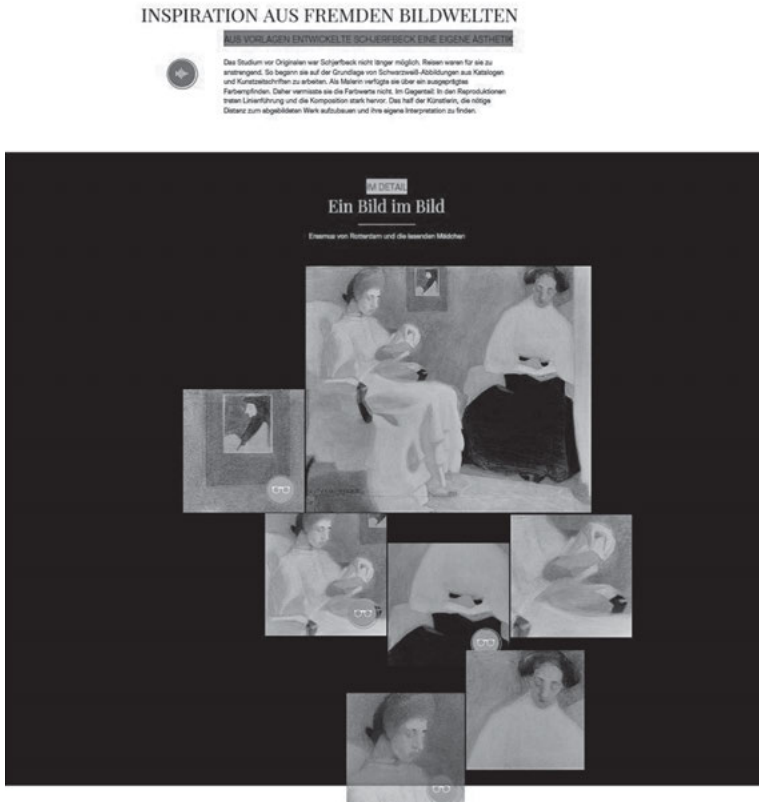 INSPIRATION AUS FREMDEN BILDWELTEN
AUS VORLAGEN ENTWICKELTE SCHJERFBECK EINE EIGENE ÄSTHETIK
Das Studium vor Originalen war Schjerfbeck nicht länger möglich. Reisen waren für sie zu
anstrengend. So begann sie auf der Grundlage von Schwarzweiß-Abbildungen aus Katalogen
und Kunstzeitschriften zu arbeiten. Als Malerin verfügte sie über ein ausgeprägtes
Farbempfinden. Daher vermisste sie die Farbwerte nicht. Im Gegenteil: In den Reproduktionen
treten Linienführung und die Komposition stark hervor. Das half der Künstlerin, die nötige
Distanz zum abgebildeten Werk aufzubauen und ihre eigene Interpretation zu finden.
IM DETAIL
Ein Bild im Bild
Erasmus von Rotterdam und die lesenden Mädchen